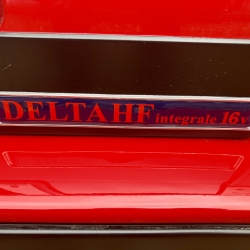 DELTA HF integrale 16v